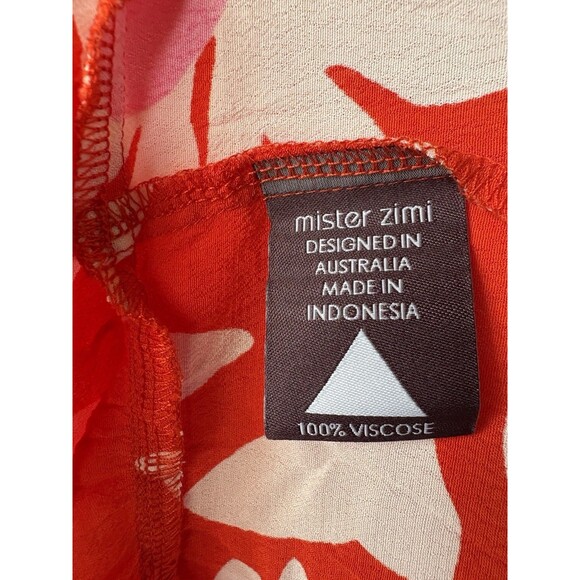 mister zimi
DESIGNED IN
AUSTRALIA
MADE IN
INDONESIA
100% VISCOSE